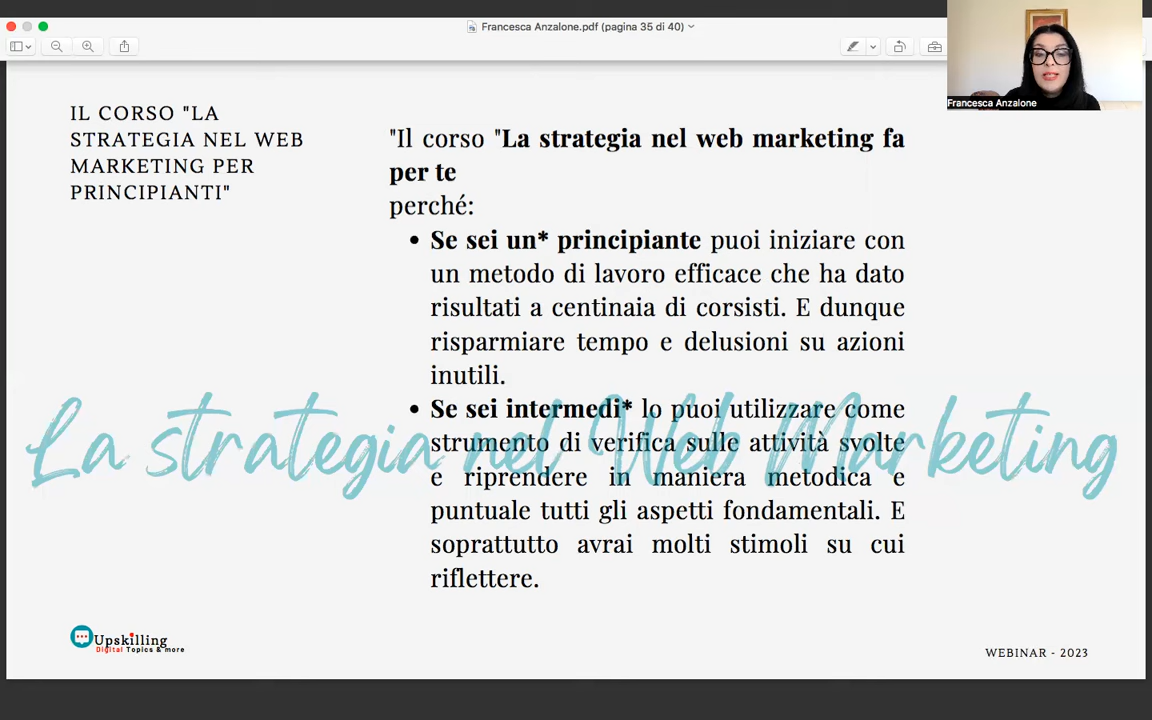 Francesca Anzalone.pdf (pagina 35 di 40)
Francesca Anzalone
IL CORSO "LA
STRATEGIA NEL WEB
MARKETING PER
PRINCIPIANTI"
"Il corso "La strategia nel web marketing fa
per te
perché:
• Se sei un* principiante puoi iniziare con
un metodo di lavoro efficace che ha dato
risultati a centinaia di corsisti. E dunque
risparmiare tempo e delusioni su azioni
inutili.
• Se sei intermedi* lo puoi utilizzare come
strumento di verifica sulle attività svolte
e riprendere in maniera metodica e
puntuale tutti gli aspetti fondamentali. E
soprattutto avrai molti stimoli su cui
riflettere.
La strategia nel Web Marketing
Upskilling
Digital Topics & more
WEBINAR - 2023